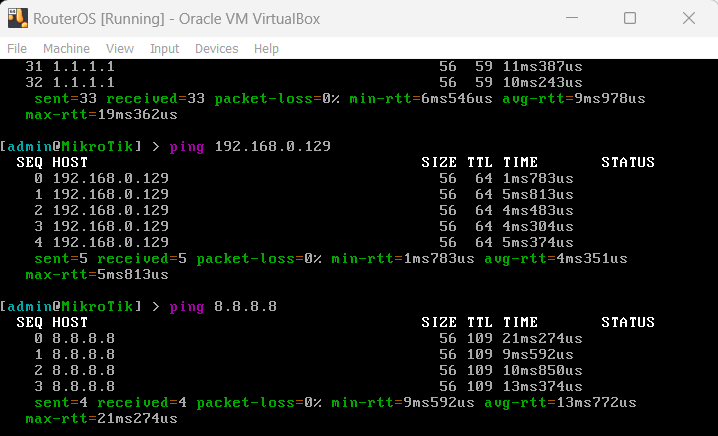 RouterOS [Running] - Oracle VM VirtualBox
File Machine View Input Devices Help
31 1.1.1.1 56 59 11ms387us
32 1.1.1.1 56 59 10ms243us
sent=33 received=33 packet-loss=0% min-rtt=6ms546us avg-rtt=9ms978us
max-rtt=19ms362us
[admin@MikroTik] > ping 192.168.0.129
SEQ HOST SIZE TTL TIME STATUS
0 192.168.0.129 56 64 1ms783us
1 192.168.0.129 56 64 5ms813us
2 192.168.0.129 56 64 4ms483us
3 192.168.0.129 56 64 4ms304us
4 192.168.0.129 56 64 5ms374us
sent=5 received=5 packet-loss=0% min-rtt=1ms783us avg-rtt=4ms351us
max-rtt=5ms813us
[admin@MikroTik] > ping 8.8.8.8
SEQ HOST SIZE TTL TIME STATUS
0 8.8.8.8 56 109 21ms274us
1 8.8.8.8 56 109 9ms592us
2 8.8.8.8 56 109 10ms850us
3 8.8.8.8 56 109 13ms374us
sent=4 received=4 packet-loss=0% min-rtt=9ms592us avg-rtt=13ms772us
max-rtt=21ms274us